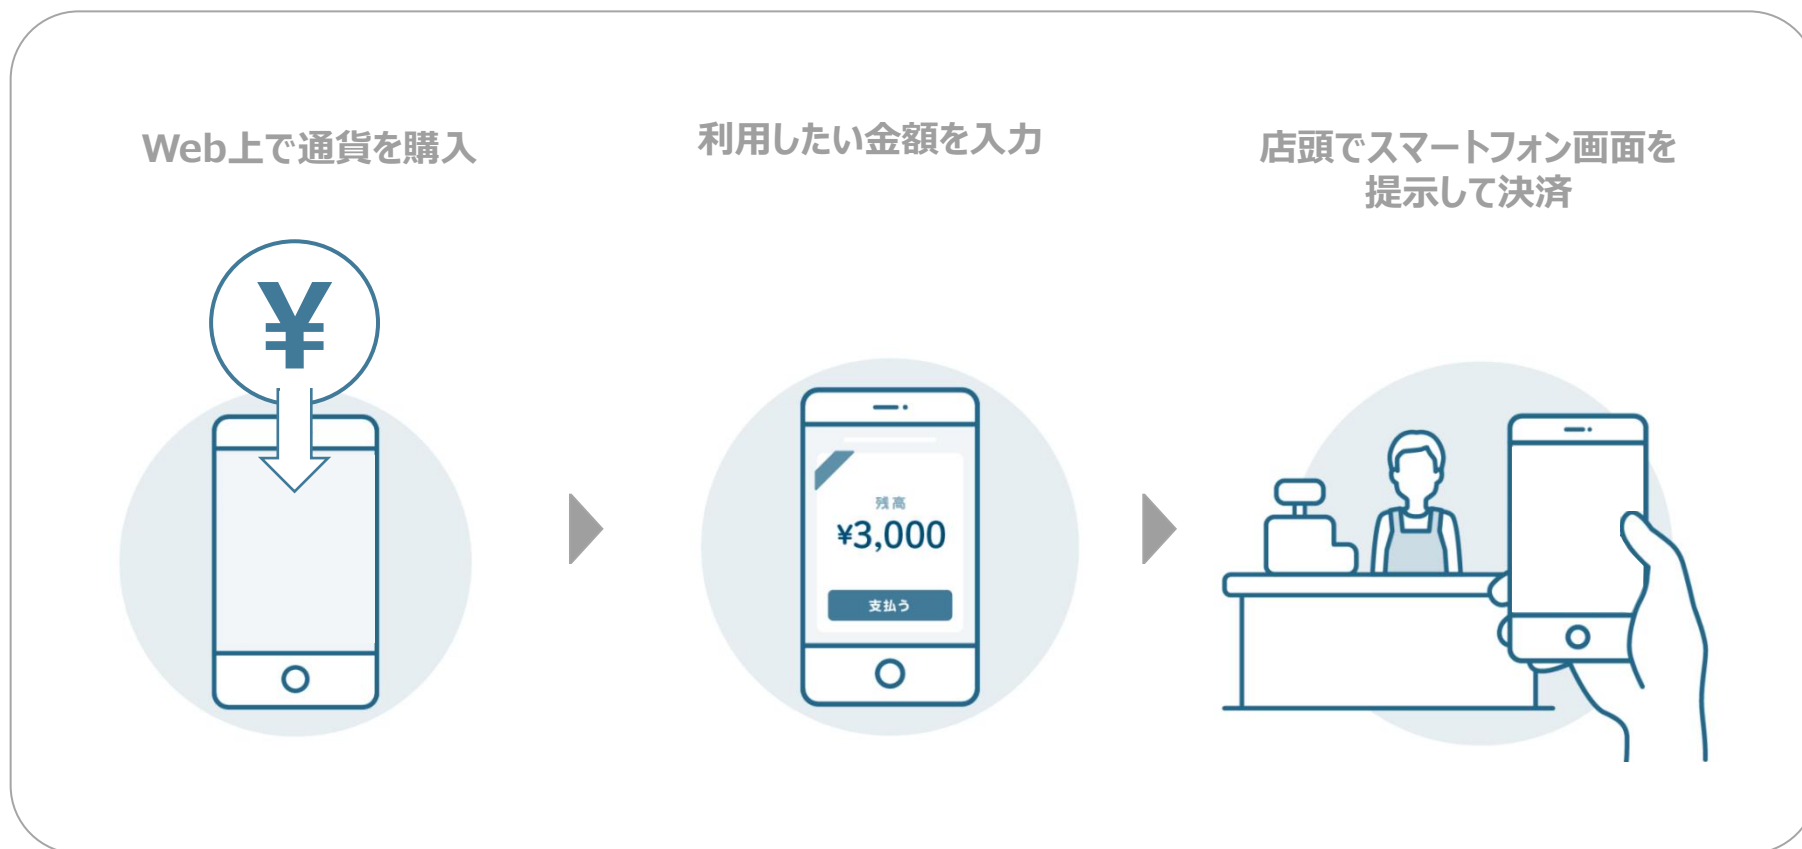 Web上で通貨を購入
利用したい金額を入力
店頭でスマートフォン画面を
提示して決済
¥
残高
¥3,000
支払う